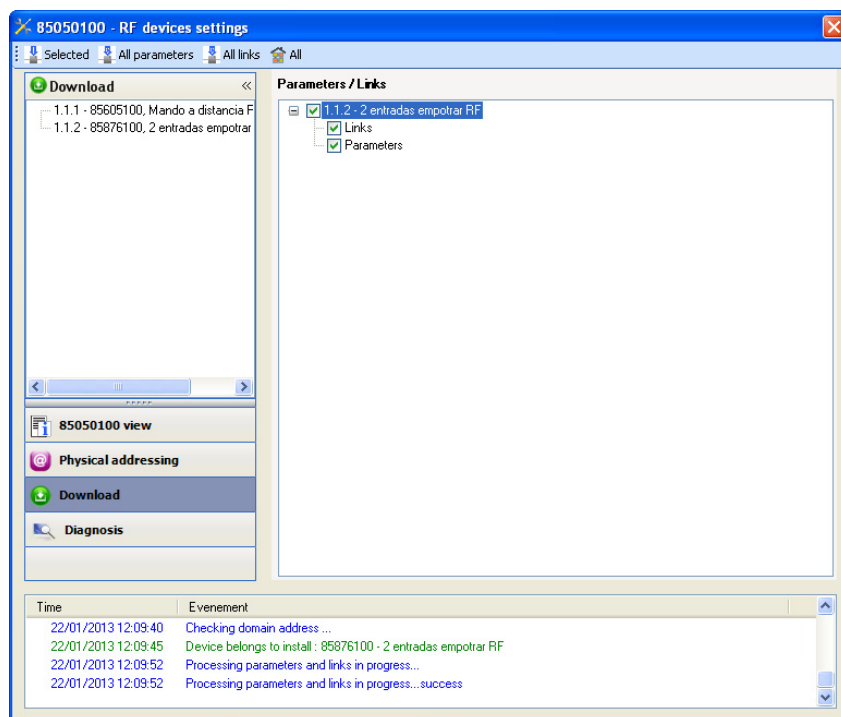 85050100 - RF devices settings
Selected All parameters All links All
Download «
1.1.1 - 85605100, Mando a distancia F
1.1.2 - 85876100, 2 entradas empotrar
85050100 view
Physical addressing
Download
Diagnosis
Parameters / Links
1.1.2 - 2 entradas empotrar RF
Links
Parameters
Time Evenement
22/01/2013 12:09:40 Checking domain address ...
22/01/2013 12:09:45 Device belongs to install : 85876100 - 2 entradas empotrar RF
22/01/2013 12:09:52 Processing parameters and links in progress...
22/01/2013 12:09:52 Processing parameters and links in progress...success